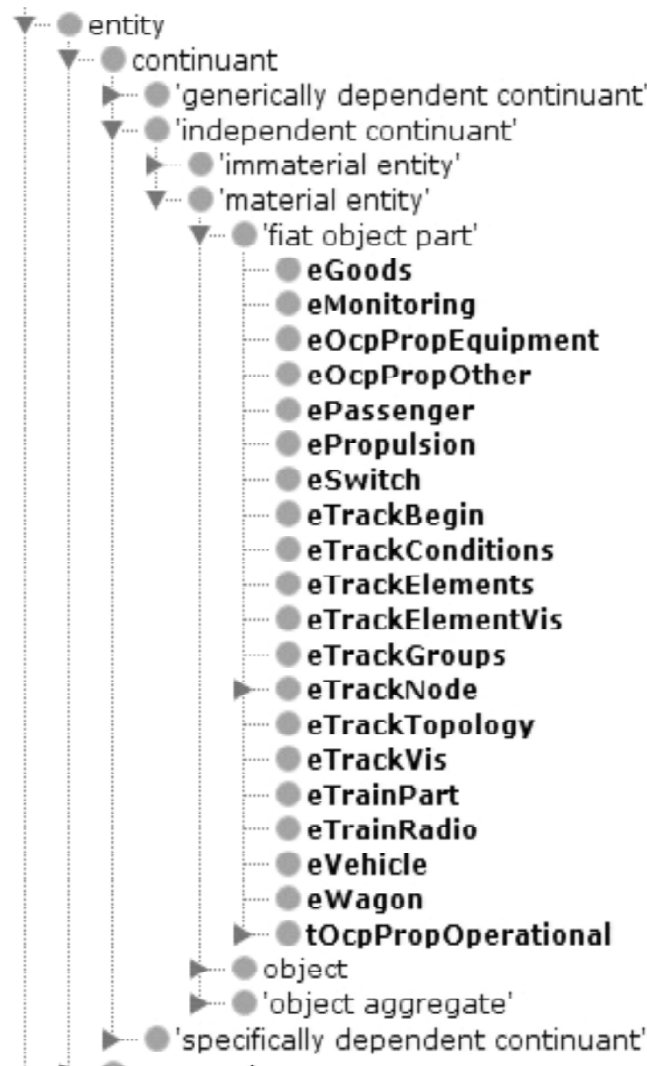 entity
continuant
'generically dependent continuant'
'independent continuant'
'immaterial entity'
'material entity'
'fiat object part'
eGoods
eMonitoring
eOcpPropEquipment
eOcpPropOther
ePassenger
ePropulsion
eSwitch
eTrackBegin
eTrackConditions
eTrackElements
eTrackElementVis
eTrackGroups
eTrackNode
eTrackTopology
eTrackVis
eTrainPart
eTrainRadio
eVehicle
eWagon
tOcpPropOperational
object
'object aggregate'
'specifically dependent continuant'